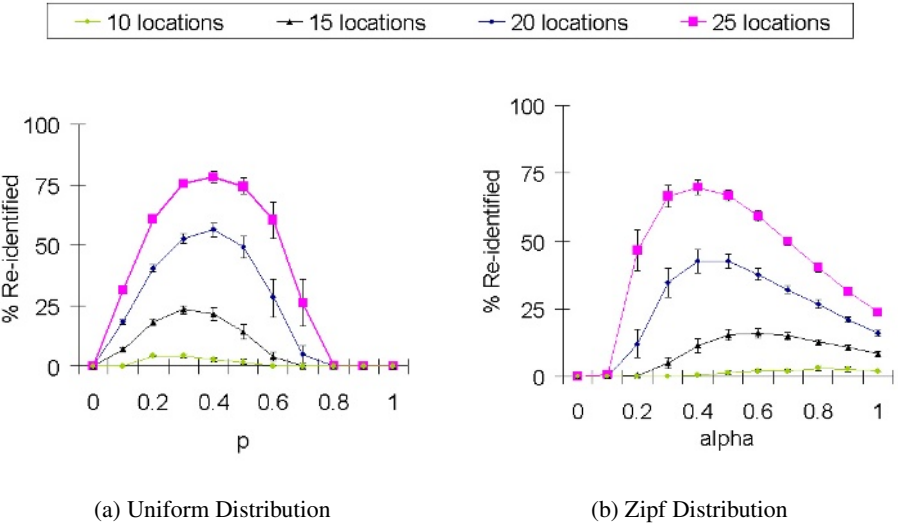 10 locations 15 locations 20 locations 25 locations
100
75
50
25
0
% Re-identified
0 0.2 0.4 0.6 0.8 1
p
(a) Uniform Distribution
100
75
50
25
0
% Re-identified
0 0.2 0.4 0.6 0.8 1
alpha
(b) Zipf Distribution